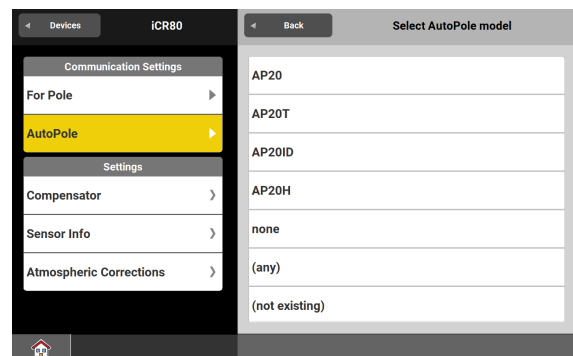 Devices
iCR80
Communication Settings
For Pole
AutoPole
Settings
Compensator
Sensor Info
Atmospheric Corrections
Back
Select AutoPole model
AP20
AP20T
AP20ID
AP20H
none
(any)
(not existing)